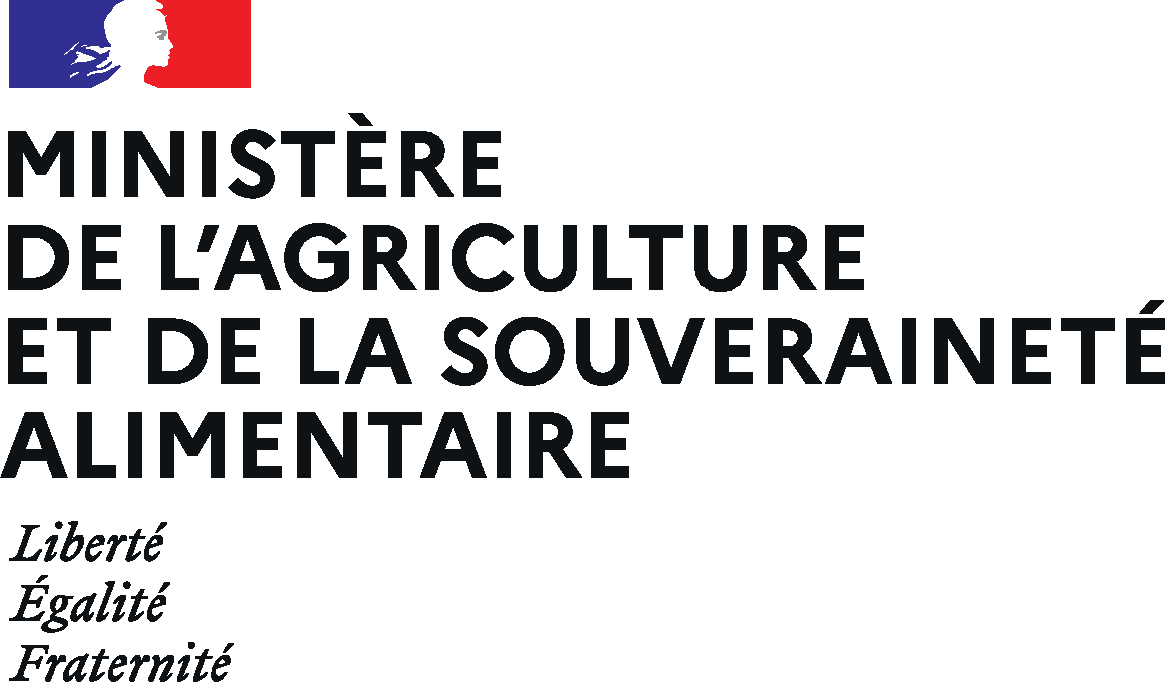 MINISTÈRE
DE L’AGRICULTURE
ET DE LA SOUVERAINETÉ
ALIMENTAIRE
Liberté
Égalité
Fraternité